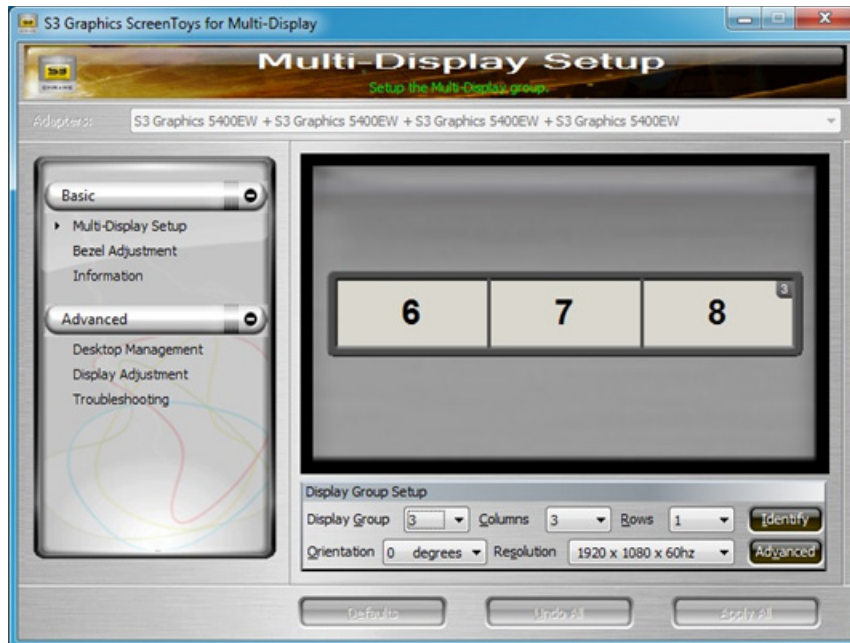 S3 Graphics ScreenToys for Multi-Display
Multi-Display Setup
Setup the Multi-Display group.
S3
CHROME
Adapters: S3 Graphics 5400EW + S3 Graphics 5400EW + S3 Graphics 5400EW + S3 Graphics 5400EW
Basic
Multi-Display Setup
Bezel Adjustment
Information
Advanced
Desktop Management
Display Adjustment
Troubleshooting
6 7 8 3
Display Group Setup
Display Group 3 Columns 3 Rows 1 Identify
Orientation 0 degrees Resolution 1920 x 1080 x 60hz Advanced
Defaults Undo All Apply All